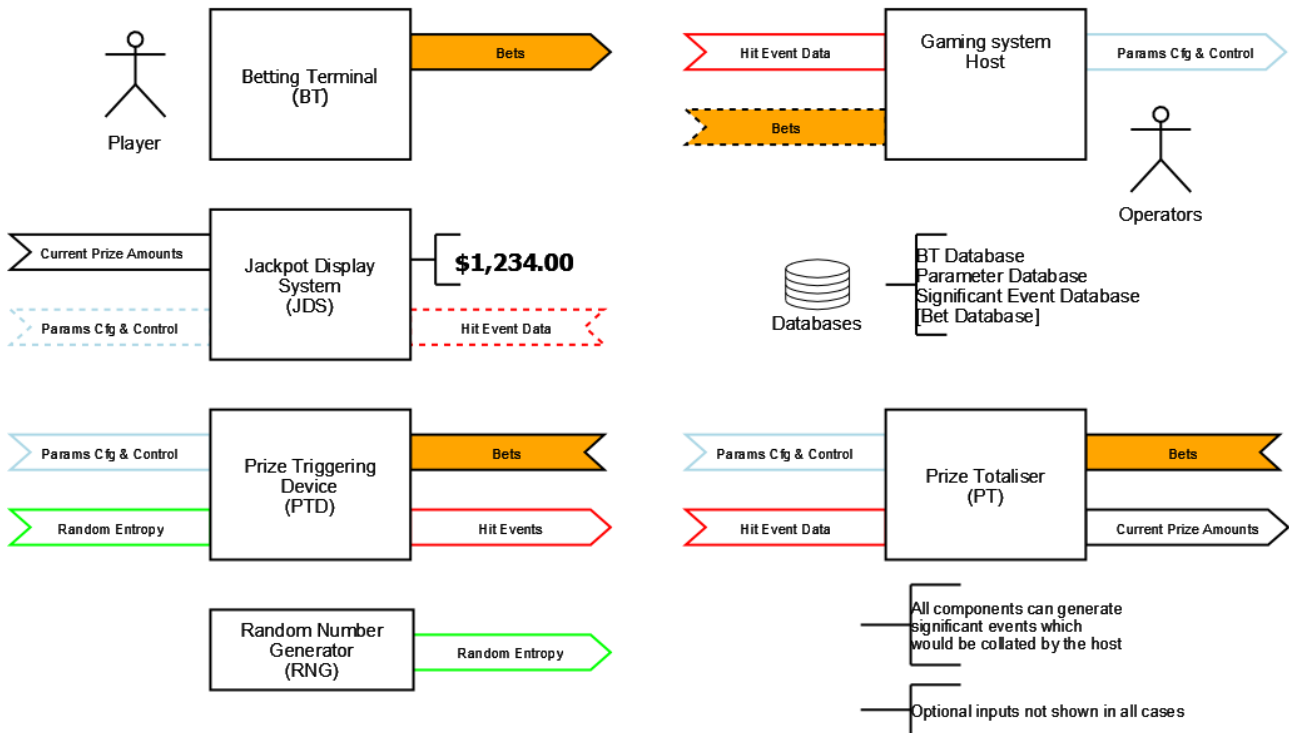 Player
Betting Terminal
(BT)
Bets
Hit Event Data
Bets
Gaming system
Host
Params Cfg & Control
Operators
Current Prize Amounts
Params Cfg & Control
Jackpot Display
System
(JDS)
$1,234.00
Hit Event Data
Databases
BT Database
Parameter Database
Significant Event Database
[Bet Database]
Params Cfg & Control
Random Entropy
Prize Triggering
Device
(PTD)
Bets
Hit Events
Params Cfg & Control
Hit Event Data
Prize Totaliser
(PT)
Bets
Current Prize Amounts
Random Number
Generator
(RNG)
Random Entropy
All components can generate
significant events which
would be collated by the host
Optional inputs not shown in all cases